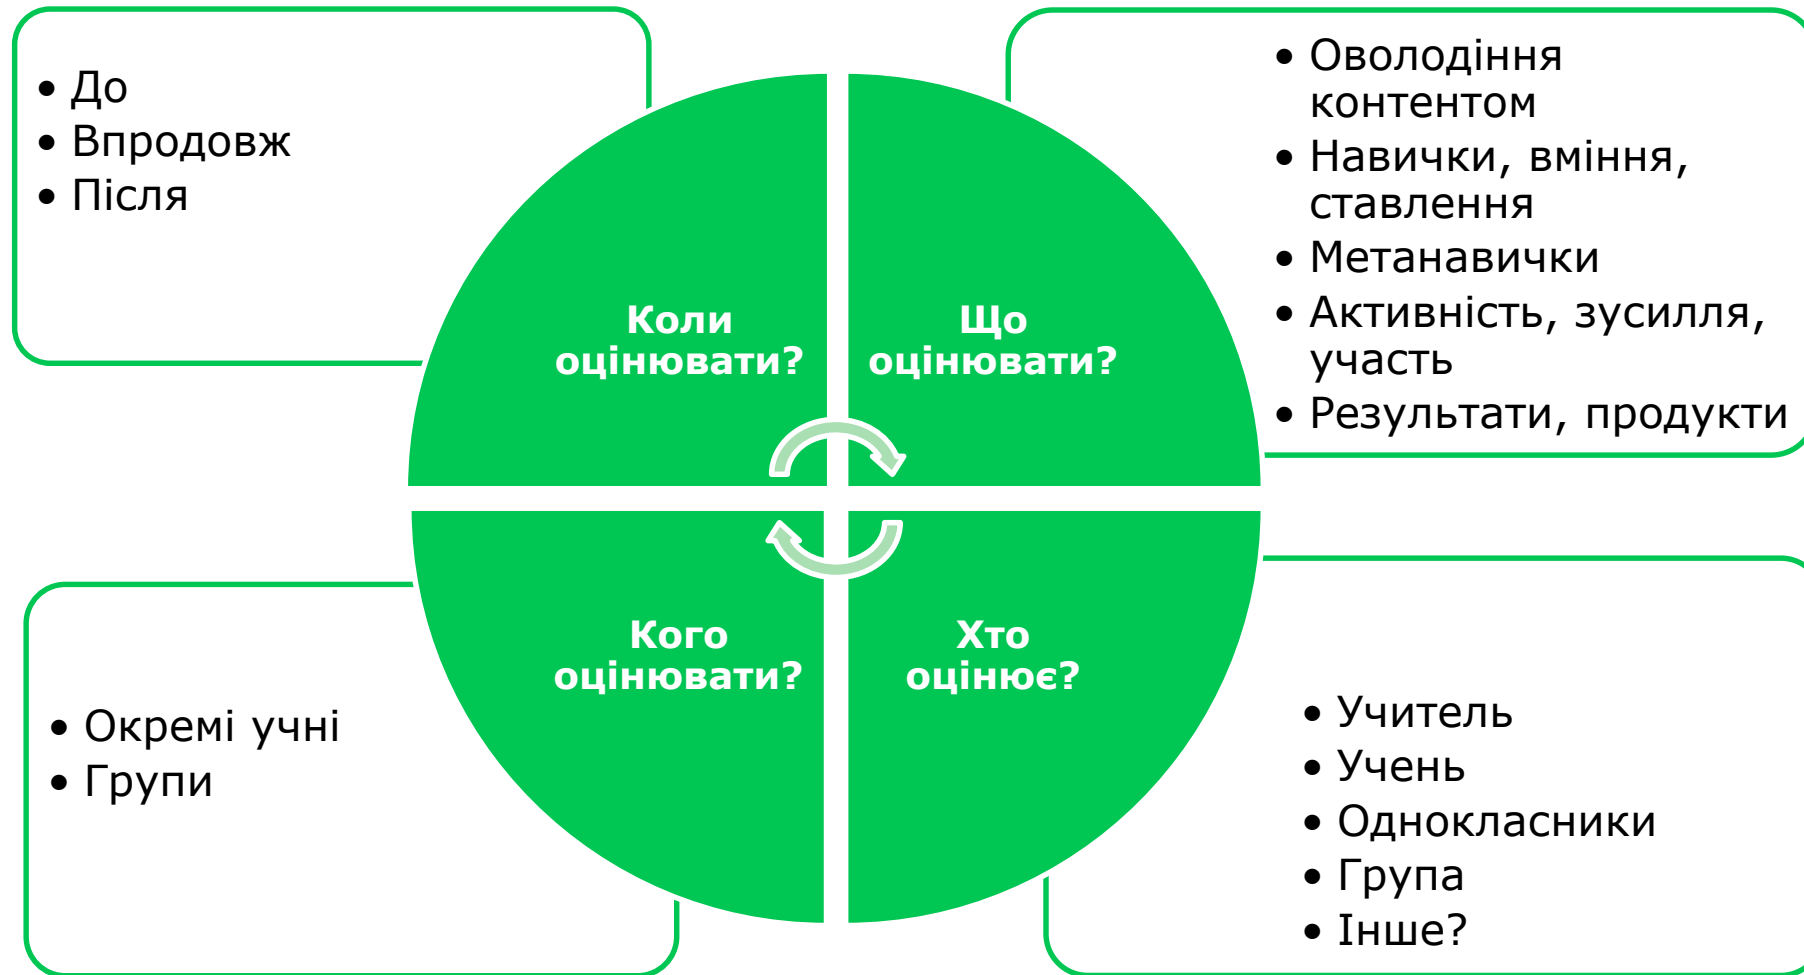 • До
• Впродовж
• Після
Коли
оцінювати?
Що
оцінювати?
• Оволодіння
контентом
• Навички, вміння,
ставлення
• Метанавички
• Активність, зусилля,
участь
• Результати, продукти
Кого
оцінювати?
Хто
оцінює?
• Окремі учні
• Групи
• Учитель
• Учень
• Однокласники
• Група
• Інше?